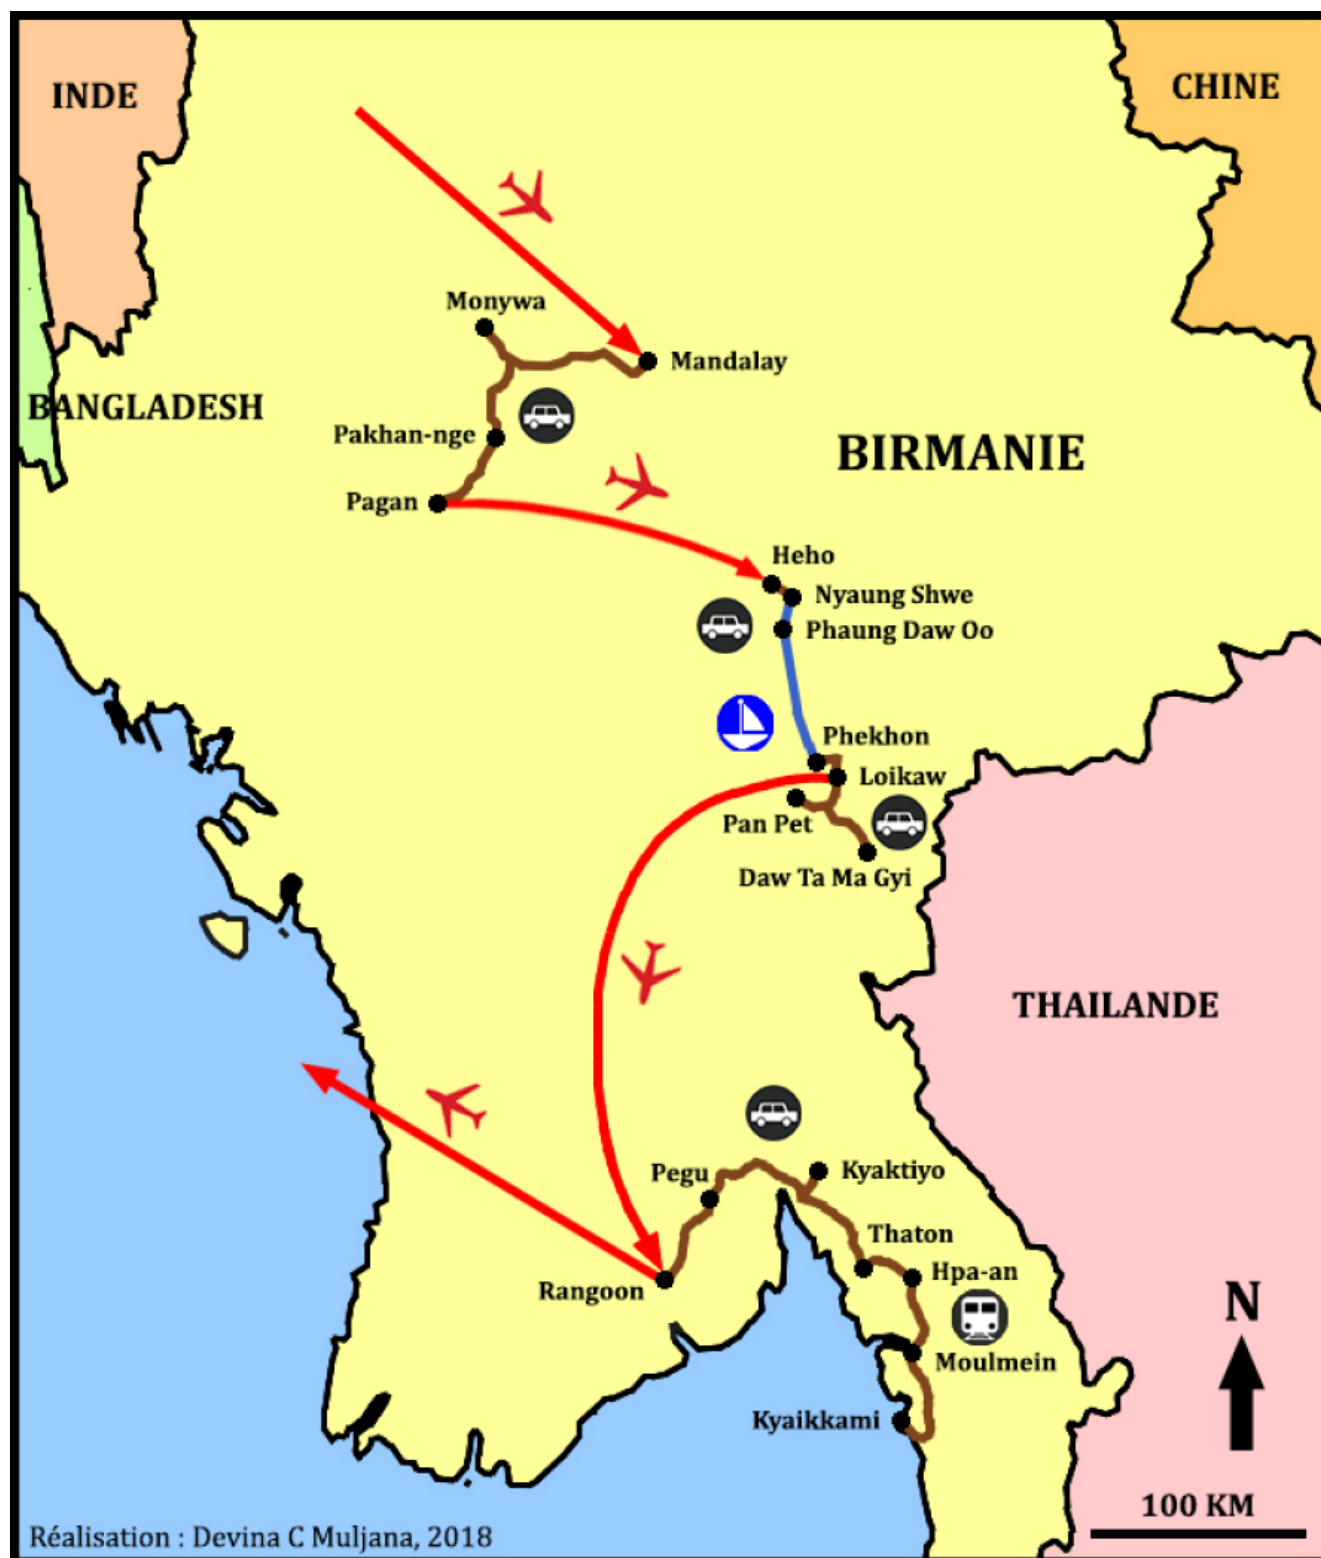 INDE
CHINE
Monywa
Mandalay
BANGLADESH
Pakhan-nge
BIRMANIE
Pagan
Heho
Nyaung Shwe
Phaung Daw Oo
Phekhon
Loikaw
Pan Pet
Daw Ta Ma Gyi
THAILANDE
Pegu
Kyaktiyo
Thaton
Hpa-an
Rangoon
N
Moulmein
Kyaikkami
100 KM
Réalisation : Devina C Muljana, 2018